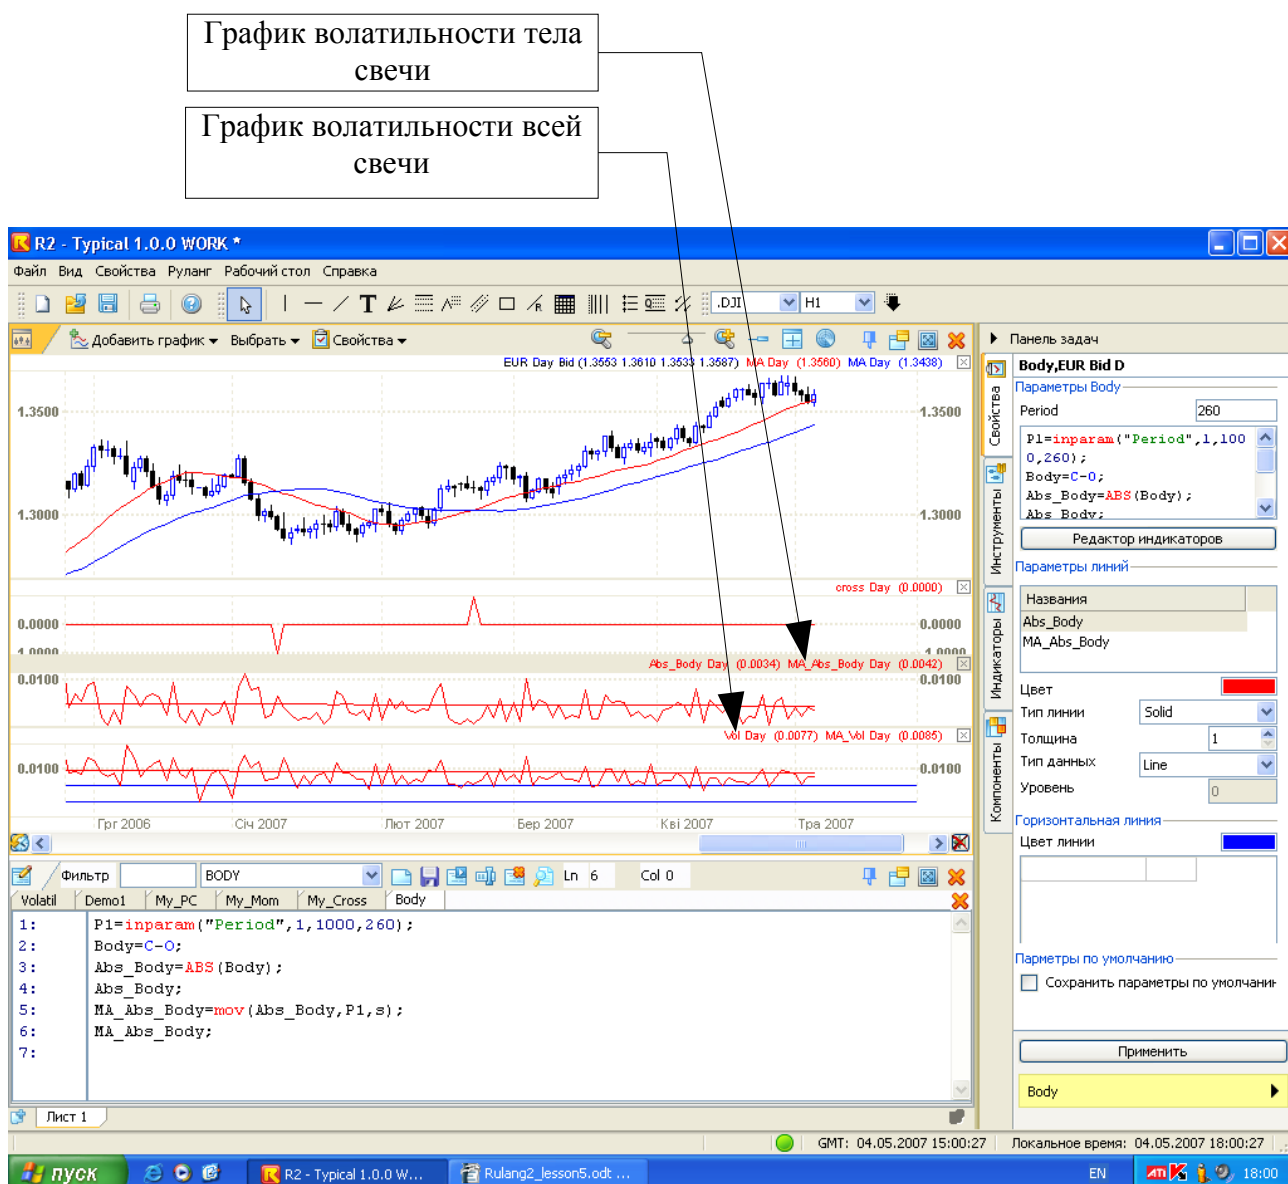 График волатильности тела
свечи
График волатильности всей
свечи
R2 - Typical 1.0.0 WORK *
Файл Вид Свойства Руланг Рабочий стол Справка
.DJI H1
Добавить график Выбрать Свойства
EUR Day Bid (1.3553 1.3610 1.3533 1.3587) MA Day (1.3560) MA Day (1.3438)
1.3500 1.3500
1.3000 1.3000
cross Day (0.0000)
0.0000 0.0000
1.0000 1.0000
Abs_Body Day (0.0034) MA_Abs_Body Day (0.0042)
0.0100 0.0100
Vol Day (0.0077) MA_Vol Day (0.0085)
0.0100 0.0100
Грг 2006 Січ 2007 Лют 2007 Бер 2007 Кві 2007 Тра 2007
Фильтр BODY Ln 6 Col 0
Volatil Demo1 My_PC My_Mom My_Cross Body
1: P1=inparam("Period",1,1000,260);
2: Body=C-O;
3: Abs_Body=ABS(Body);
4: Abs_Body;
5: MA_Abs_Body=mov(Abs_Body,P1,s);
6: MA_Abs_Body;
7:
Лист 1
Панель задач
Свойства
Инструменты
Индикаторы
Компоненты
Body,EUR Bid D
Параметры Body
Period 260
P1=inparam("Period",1,100
0,260);
Body=C-O;
Abs_Body=ABS(Body);
Abs Body;
Редактор индикаторов
Параметры линий
Названия
Abs_Body
MA_Abs_Body
Цвет
Тип линии Solid
Толщина 1
Тип данных Line
Уровень 0
Горизонтальная линия
Цвет линии
Парметры по умолчанию
Сохранить параметры по умолчани
Применить
Body
GMT: 04.05.2007 15:00:27 Локальное время: 04.05.2007 18:00:27
пуск R2 - Typical 1.0.0 W... Rulang2_lesson5.odt ... EN ATI 18:00